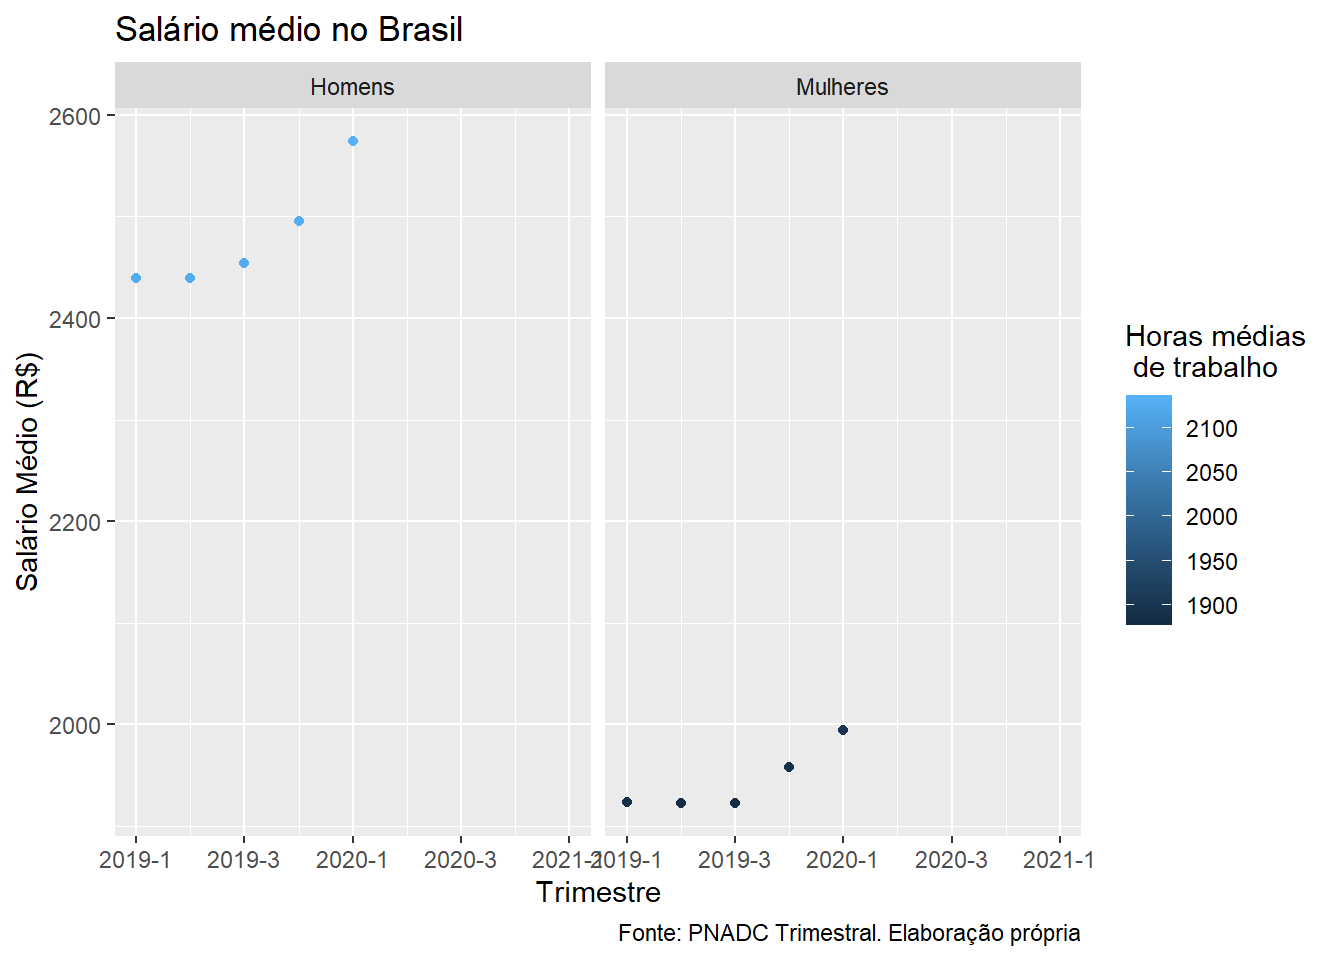 Salário médio no Brasil
Homens
Mulheres
2600
2400
2200
2000
Salário Médio (R$)
2019-1
2019-3
2020-1
2020-3
2021-1
2019-1
2019-3
2020-1
2020-3
2021-1
Trimestre
Horas médias
de trabalho
2100
2050
2000
1950
1900
Fonte: PNADC Trimestral. Elaboração própria